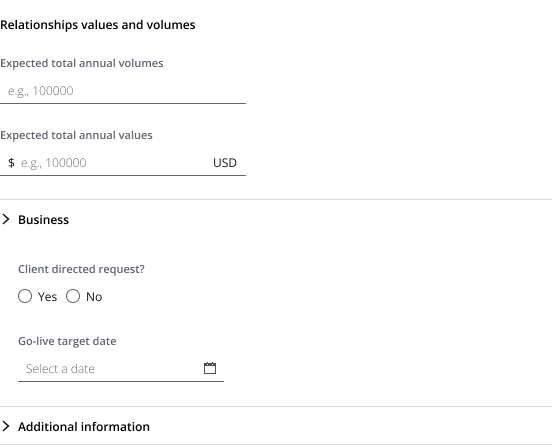 Relationships values and volumes
Expected total annual volumes
e.g., 100000
Expected total annual values
$ e.g., 100000 USD
Business
Client directed request?
Yes No
Go-live target date
Select a date
Additional information